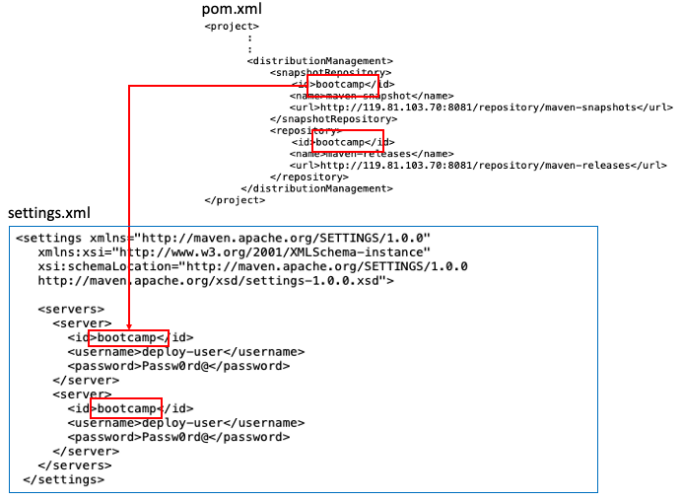 pom.xml
<project>
:
:
<distributionManagement>
<snapshotRepository>
<id>bootcamp</id>
<name>maven-snapshot</name>
<url>http://119.81.103.70:8081/repository/maven-snapshots</url>
</snapshotRepository>
<repository>
<id>bootcamp</id>
<name>maven-releases</name>
<url>http://119.81.103.70:8081/repository/maven-releases</url>
</repository>
</distributionManagement>
</project>
settings.xml
<settings xmlns="http://maven.apache.org/SETTINGS/1.0.0"
xmlns:xsi="http://www.w3.org/2001/XMLSchema-instance"
xsi:schemaLocation="http://maven.apache.org/SETTINGS/1.0.0
http://maven.apache.org/xsd/settings-1.0.0.xsd">
<servers>
<server>
<id>bootcamp</id>
<username>deploy-user</username>
<password>Passw0rd@</password>
</server>
<server>
<id>bootcamp</id>
<username>deploy-user</username>
<password>Passw0rd@</password>
</server>
</servers>
</settings>